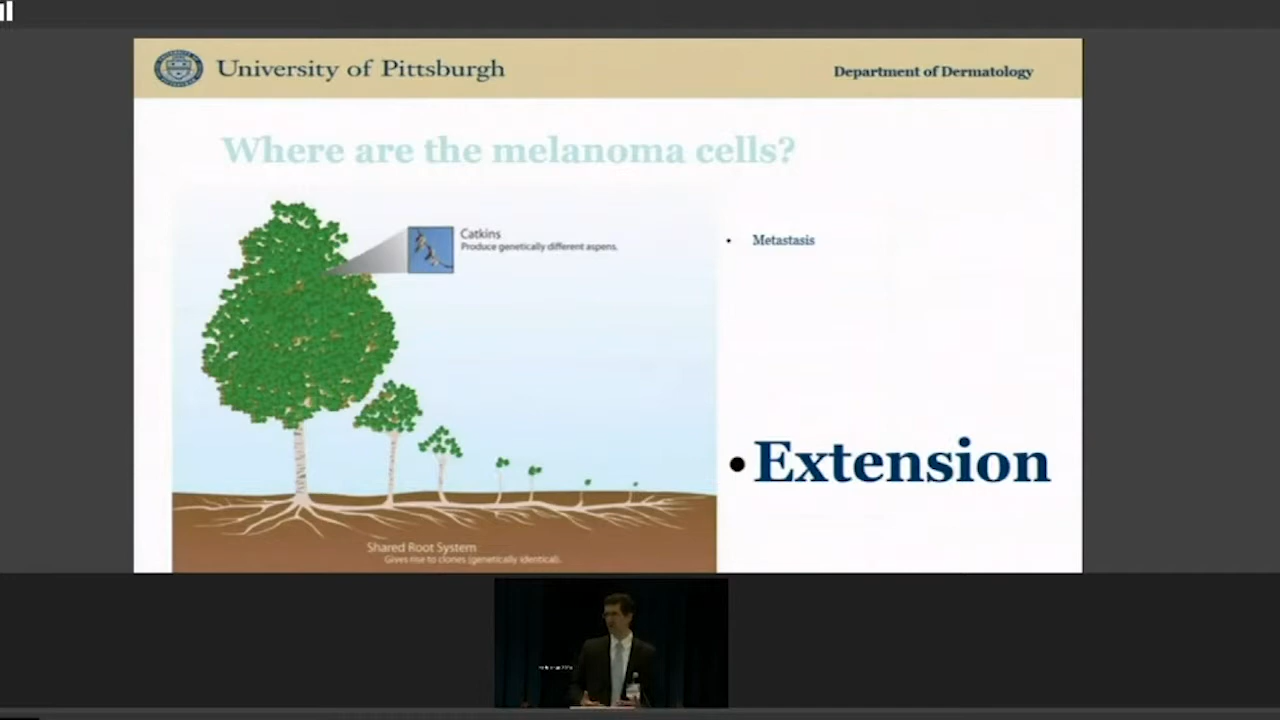 University of Pittsburgh
Department of Dermatology
Where are the melanoma cells?
Catkins
Produce genetically different aspens.
• Metastasis
• Extension
Shared Root System
Gives rise to clones (genetically identical).